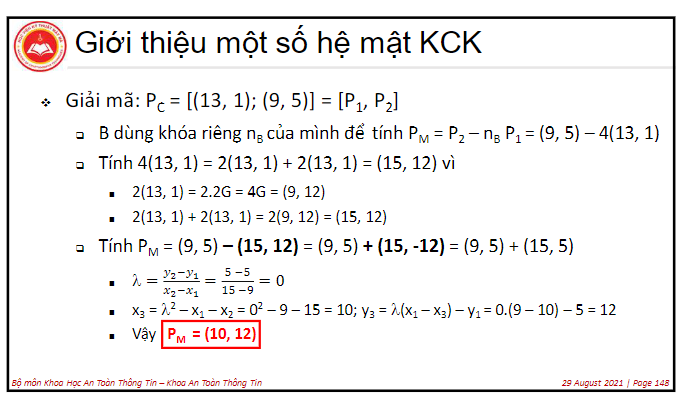 Giới thiệu một số hệ mật KCK
❖ Giải mã: P_C = [(13, 1); (9, 5)] = [P₁, P₂]
❑ B dùng khóa riêng n_B của mình để tính P_M = P₂ – n_B P₁ = (9, 5) – 4(13, 1)
❑ Tính 4(13, 1) = 2(13, 1) + 2(13, 1) = (15, 12) vì
▪ 2(13, 1) = 2.2G = 4G = (9, 12)
▪ 2(13, 1) + 2(13, 1) = 2(9, 12) = (15, 12)
❑ Tính P_M = (9, 5) – (15, 12) = (9, 5) + (15, -12) = (9, 5) + (15, 5)
▪ λ = (y₂−y₁)/(x₂−x₁) = (5 −5)/(15 −9) = 0
▪ x₃ = λ² – x₁ – x₂ = 0² – 9 – 15 = 10; y₃ = λ(x₁ – x₃) – y₁ = 0.(9 – 10) – 5 = 12
▪ Vậy P_M = (10, 12)
Bộ môn Khoa Học An Toàn Thông Tin – Khoa An Toàn Thông Tin 29 August 2021 | Page 148